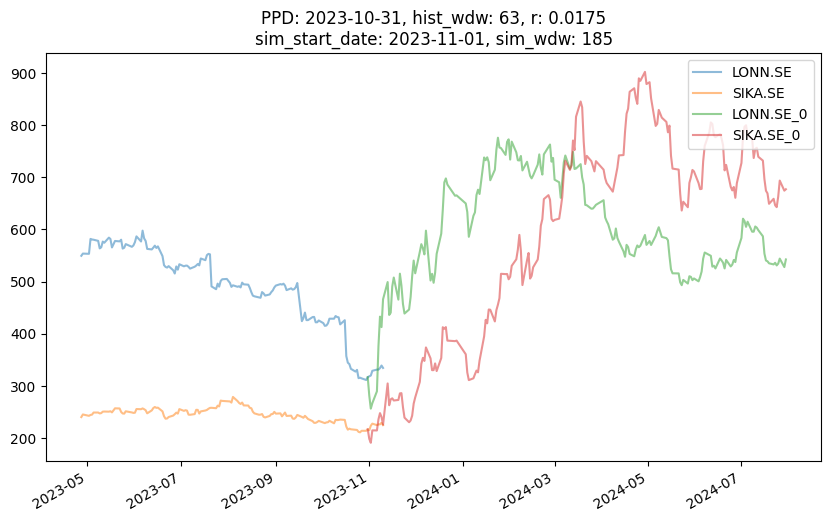 PPD: 2023-10-31, hist_wdw: 63, r: 0.0175
sim_start_date: 2023-11-01, sim_wdw: 185
LONN.SE
SIKA.SE
LONN.SE_0
SIKA.SE_0
900
800
700
600
500
400
300
200
2023-05
2023-07
2023-09
2023-11
2024-01
2024-03
2024-05
2024-07